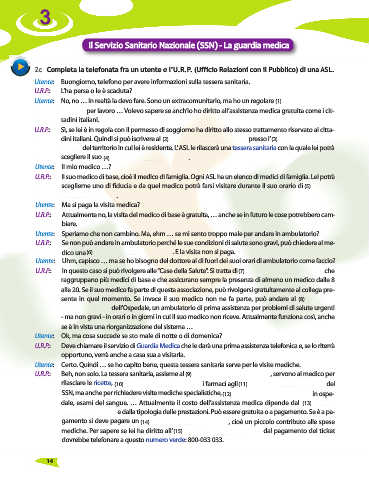 3
Il Servizio Sanitario Nazionale (SSN) - La guardia medica
2c Completa la telefonata fra un utente e l'U.R.P. (Ufficio Relazioni con il Pubblico) di una ASL.
Utente: Buongiorno, telefono per avere informazioni sulla tessera sanitaria.
U.R.P.: L'ha persa o le è scaduta?
Utente: No, no … in realtà la devo fare. Sono un extracomunitario, ma ho un regolare (1)
per lavoro … Volevo sapere se anch'io ho diritto all'assistenza medica gratuita come i cit-
tadini italiani.
U.R.P.: Sì, se lei è in regola con il permesso di soggiorno ha diritto allo stesso trattamento riservato ai citta-
dini italiani. Quindi si può iscrivere al (2) presso l' (3)
del territorio in cui lei è residente. L'ASL le rilascerà una tessera sanitaria con la quale lei potrà
scegliere il suo (4) .
Utente: Il mio medico …?
U.R.P.: Il suo medico di base, cioè il medico di famiglia. Ogni ASL ha un elenco di medici di famiglia. Lei potrà
sceglierne uno di fiducia e da quel medico potrà farsi visitare durante il suo orario di (5)
.
Utente: Ma si paga la visita medica?
U.R.P.: Attualmente no, la visita del medico di base è gratuita, … anche se in futuro le cose potrebbero cam-
biare.
Utente: Speriamo che non cambino. Ma, ehm … se mi sento troppo male per andare in ambulatorio?
U.R.P.: Se non può andare in ambulatorio perché le sue condizioni di salute sono gravi, può chiedere al me-
dico una (6) . E la visita non si paga.
Utente: Uhm, capisco … ma se ho bisogno del dottore al di fuori dei suoi orari di ambulatorio come faccio?
U.R.P.: In questo caso si può rivolgere alle "Case della Salute". Si tratta di (7) che
raggruppano più medici di base e che assicurano sempre la presenza di almeno un medico dalle 8
alle 20. Se il suo medico fa parte di questa associazione, può rivolgersi gratuitamente al collega pre-
sente in quel momento. Se invece il suo medico non ne fa parte, può andare al (8)
dell'Ospedale, un ambulatorio di prima assistenza per problemi di salute urgenti
- ma non gravi - in orari o in giorni in cui il suo medico non riceve. Attualmente funziona così, anche
se è in vista una riorganizzazione del sistema …
Utente: Ok, ma cosa succede se sto male di notte o di domenica?
U.R.P.: Deve chiamare il servizio di Guardia Medica che le darà una prima assistenza telefonica e, se lo riterrà
opportuno, verrà anche a casa sua a visitarla.
Utente: Certo. Quindi … se ho capito bene, questa tessera sanitaria serve per le visite mediche.
U.R.P.: Beh, non solo. La tessera sanitaria, assieme al (9) , servono al medico per
rilasciare le ricette, (10) i farmaci agli (11) del
SSN, ma anche per richiedere visite mediche specialistiche, (12) in ospe-
dale, esami del sangue, … Attualmente il costo dell'assistenza medica dipende dal (13)
e dalla tipologia delle prestazioni. Può essere gratuita o a pagamento. Se è a pa-
gamento si deve pagare un (14) , cioè un piccolo contributo alle spese
mediche. Per sapere se lei ha diritto all' (15) dal pagamento del ticket
dovrebbe telefonare a questo numero verde: 800-033 033.
14